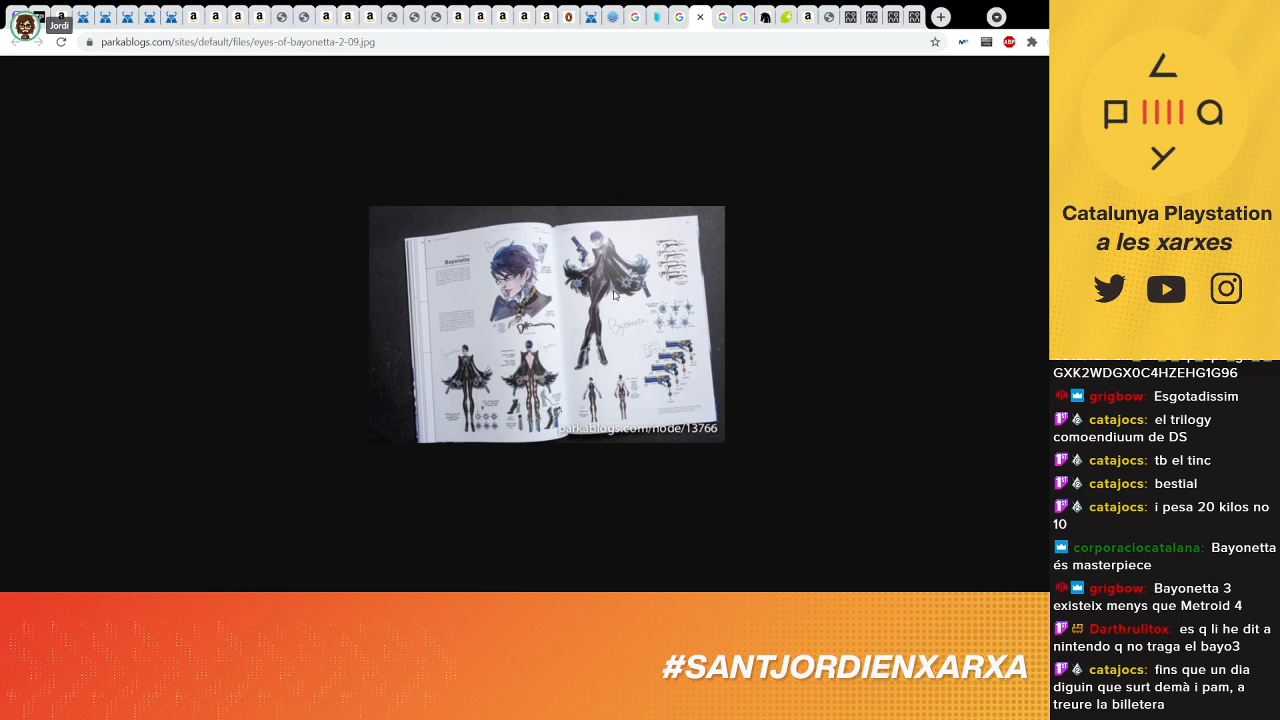 Jordi
parkablogs.com/sites/default/files/eyes-of-bayonetta-2-09.jpg
ABP
Bayonetta
Bayonetta
parkablogs.com/node/13766
#SANTJORDIENXARXA
p||||a
Catalunya Playstation
a les xarxes
GXK2WDGX0C4HZEHG1G96
grigbow: Esgotadissim
catajocs: el trilogy
comoendiuum de DS
catajocs: tb el tinc
catajocs: bestial
catajocs: i pesa 20 kilos no
10
corporaciocatalana: Bayonetta
és masterpiece
grigbow: Bayonetta 3
existeix menys que Metroid 4
Darthrulitox: es q li he dit a
nintendo q no traga el bayo3
catajocs: fins que un dia
diguin que surt demà i pam, a
treure la billetera